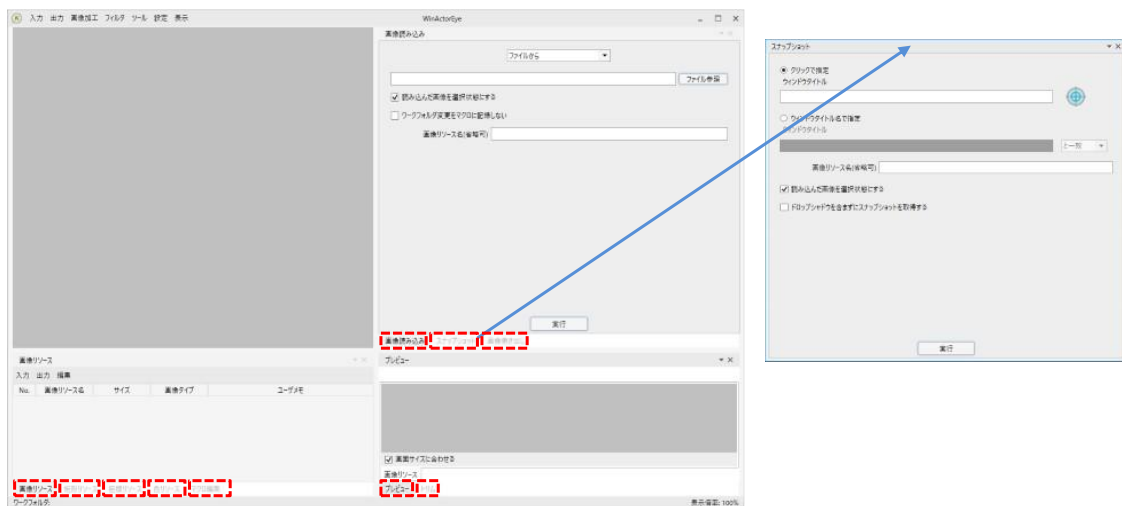 入力 出力 画像加工 フィルタ ツール 設定 表示
WinActorEye
画像読み込み
ファイルから
ファイル参照
読み込んだ画像を選択状態にする
ワークフォルダ変更をマクロに記憶しない
画像リソース名(省略可)
実行
画像読み込み スナップショット
画像リソース
入力 出力 編集
No. 画像リソース名 サイズ 画像タイプ ユーザメモ
画像リソース
ワークフォルダ:
プレビュー
画面サイズに合わせる
画像リソース
プレビュー
表示倍率: 100%
スナップショット
クリックで指定
ウィンドウタイトル
ウィンドウタイトル名で指定
ウィンドウタイトル
と一致
画像リソース名(省略可)
読み込んだ画像を選択状態にする
ドロップシャドウを含まずにスナップショットを取得する
実行